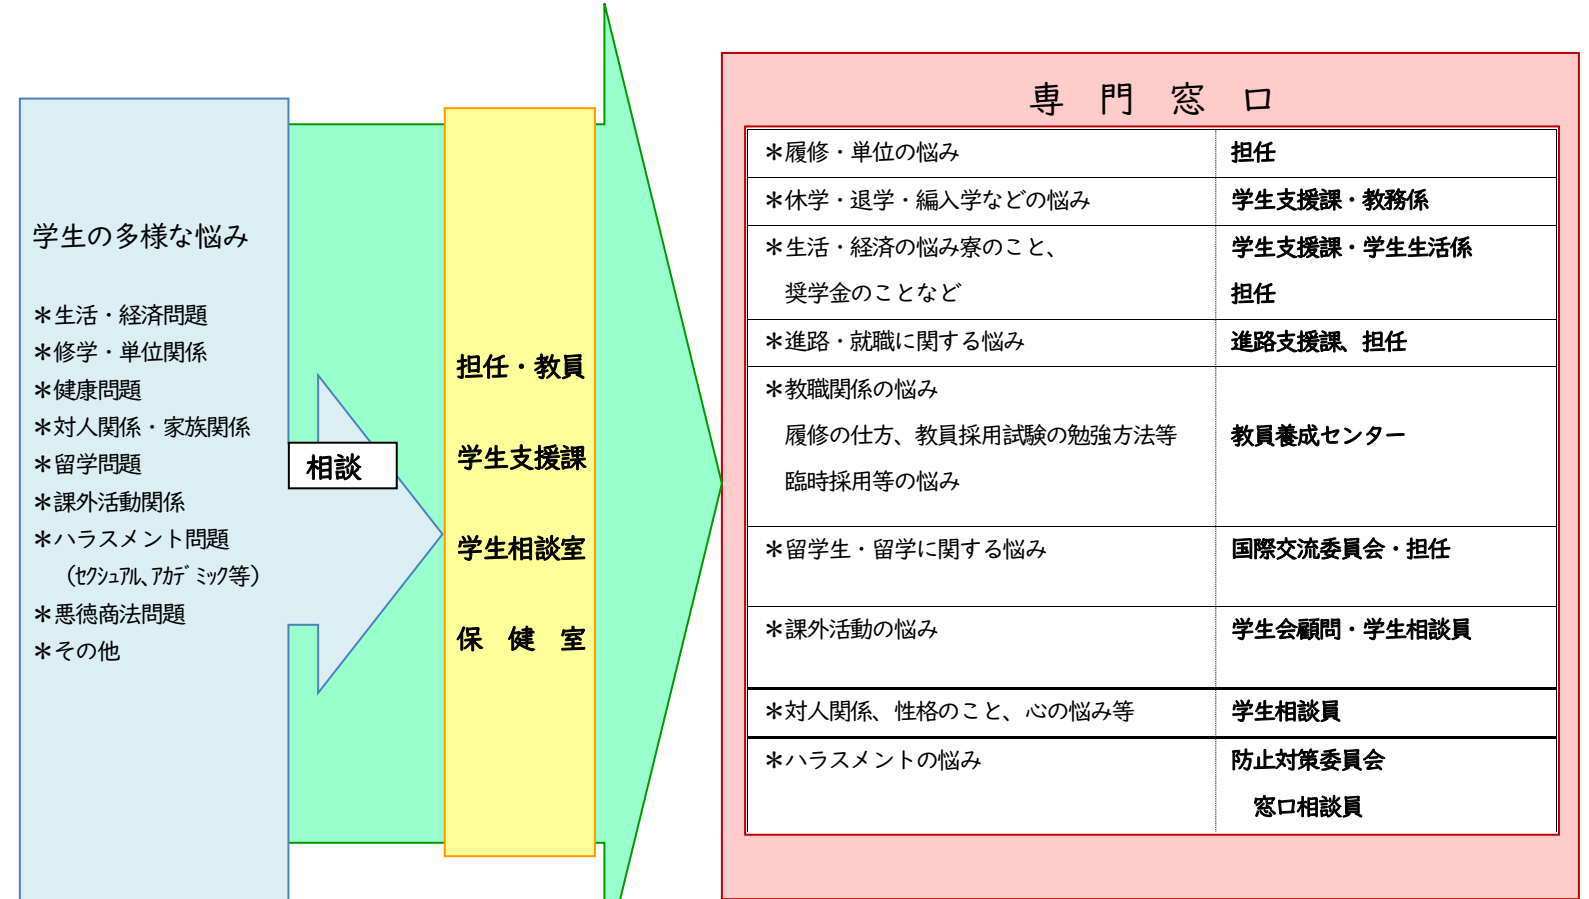 学生の多様な悩み
＊生活・経済問題
＊修学・単位関係
＊健康問題
＊対人関係・家族関係
＊留学問題
＊課外活動関係
＊ハラスメント問題
（ｾｸｼｭｱﾙ、ｱｶﾃﾞﾐｯｸ等）
＊悪徳商法問題
＊その他
相談
担任・教員
学生支援課
学生相談室
保　健　室
専　門　窓　口
＊履修・単位の悩み　担任
＊休学・退学・編入学などの悩み　学生支援課・教務係
＊生活・経済の悩み寮のこと、　学生支援課・学生生活係
奨学金のことなど　担任
＊進路・就職に関する悩み　進路支援課、担任
＊教職関係の悩み
履修の仕方、教員採用試験の勉強方法等　教員養成センター
臨時採用等の悩み
＊留学生・留学に関する悩み　国際交流委員会・担任
＊課外活動の悩み　学生会顧問・学生相談員
＊対人関係、性格のこと、心の悩み等　学生相談員
＊ハラスメントの悩み　防止対策委員会
窓口相談員